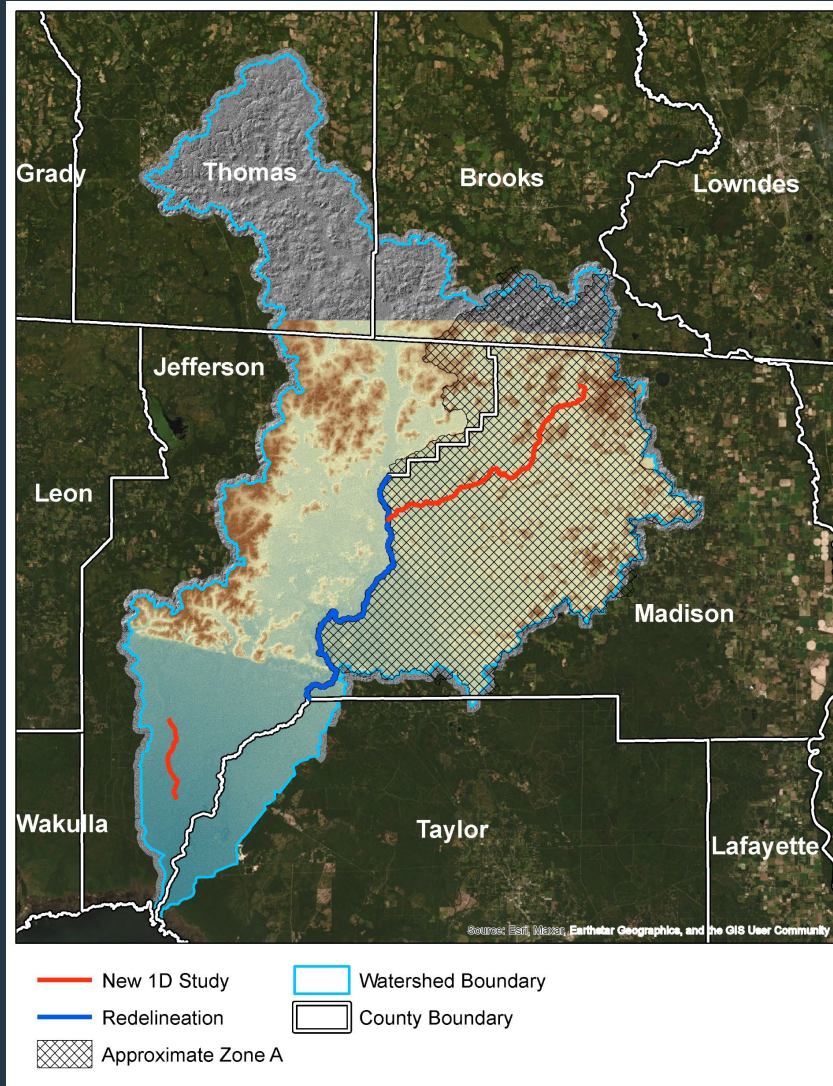 Grady
Thomas
Brooks
Lowndes
Jefferson
Leon
Madison
Wakulla
Taylor
Lafayette
Source: Esri, Maxar, Earthstar Geographics, and the GIS User Community
New 1D Study
Watershed Boundary
Redelineation
County Boundary
Approximate Zone A